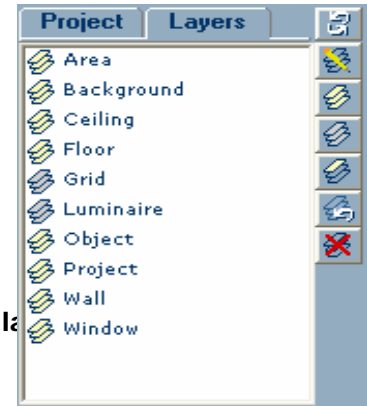 Project Layers
Area
Background
Ceiling
Floor
Grid
Luminaire
Object
Project
Wall
Window